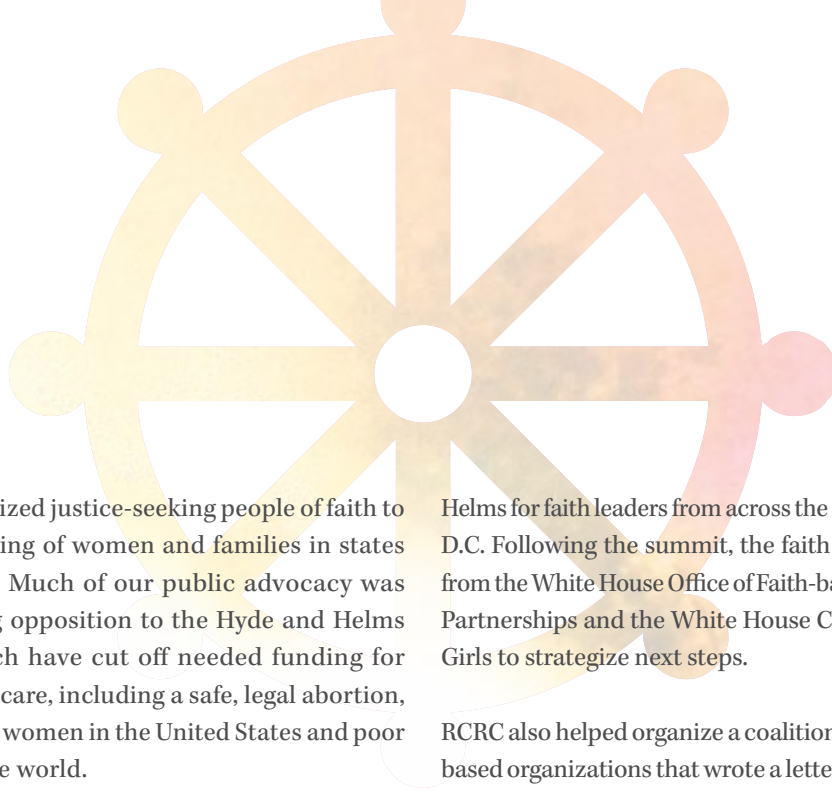 ized justice-seeking people of faith to
ing of women and families in states
Much of our public advocacy was
g opposition to the Hyde and Helms
ch have cut off needed funding for
care, including a safe, legal abortion,
women in the United States and poor
e world.
Helms for faith leaders from across the
D.C. Following the summit, the faith
from the White House Office of Faith-ba
Partnerships and the White House C
Girls to strategize next steps.
RCRC also helped organize a coalition
based organizations that wrote a lette